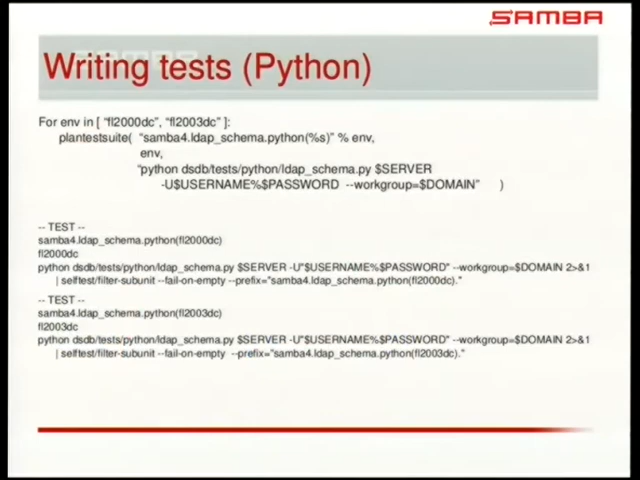 SAMBA
Writing tests (Python)
For env in [ “fl2000dc”, “fl2003dc” ]:
plantestsuite( “samba4.ldap_schema.python(%s)” % env,
env,
“python dsdb/tests/python/ldap_schema.py $SERVER
-U$USERNAME%$PASSWORD --workgroup=$DOMAIN” )
-- TEST --
samba4.ldap_schema.python(fl2000dc)
fl2000dc
python dsdb/tests/python/ldap_schema.py $SERVER -U"$USERNAME%$PASSWORD" --workgroup=$DOMAIN 2>&1
| selftest/filter-subunit --fail-on-empty --prefix="samba4.ldap_schema.python(fl2000dc)."
-- TEST --
samba4.ldap_schema.python(fl2003dc)
fl2003dc
python dsdb/tests/python/ldap_schema.py $SERVER -U"$USERNAME%$PASSWORD" --workgroup=$DOMAIN 2>&1
| selftest/filter-subunit --fail-on-empty --prefix="samba4.ldap_schema.python(fl2003dc)."